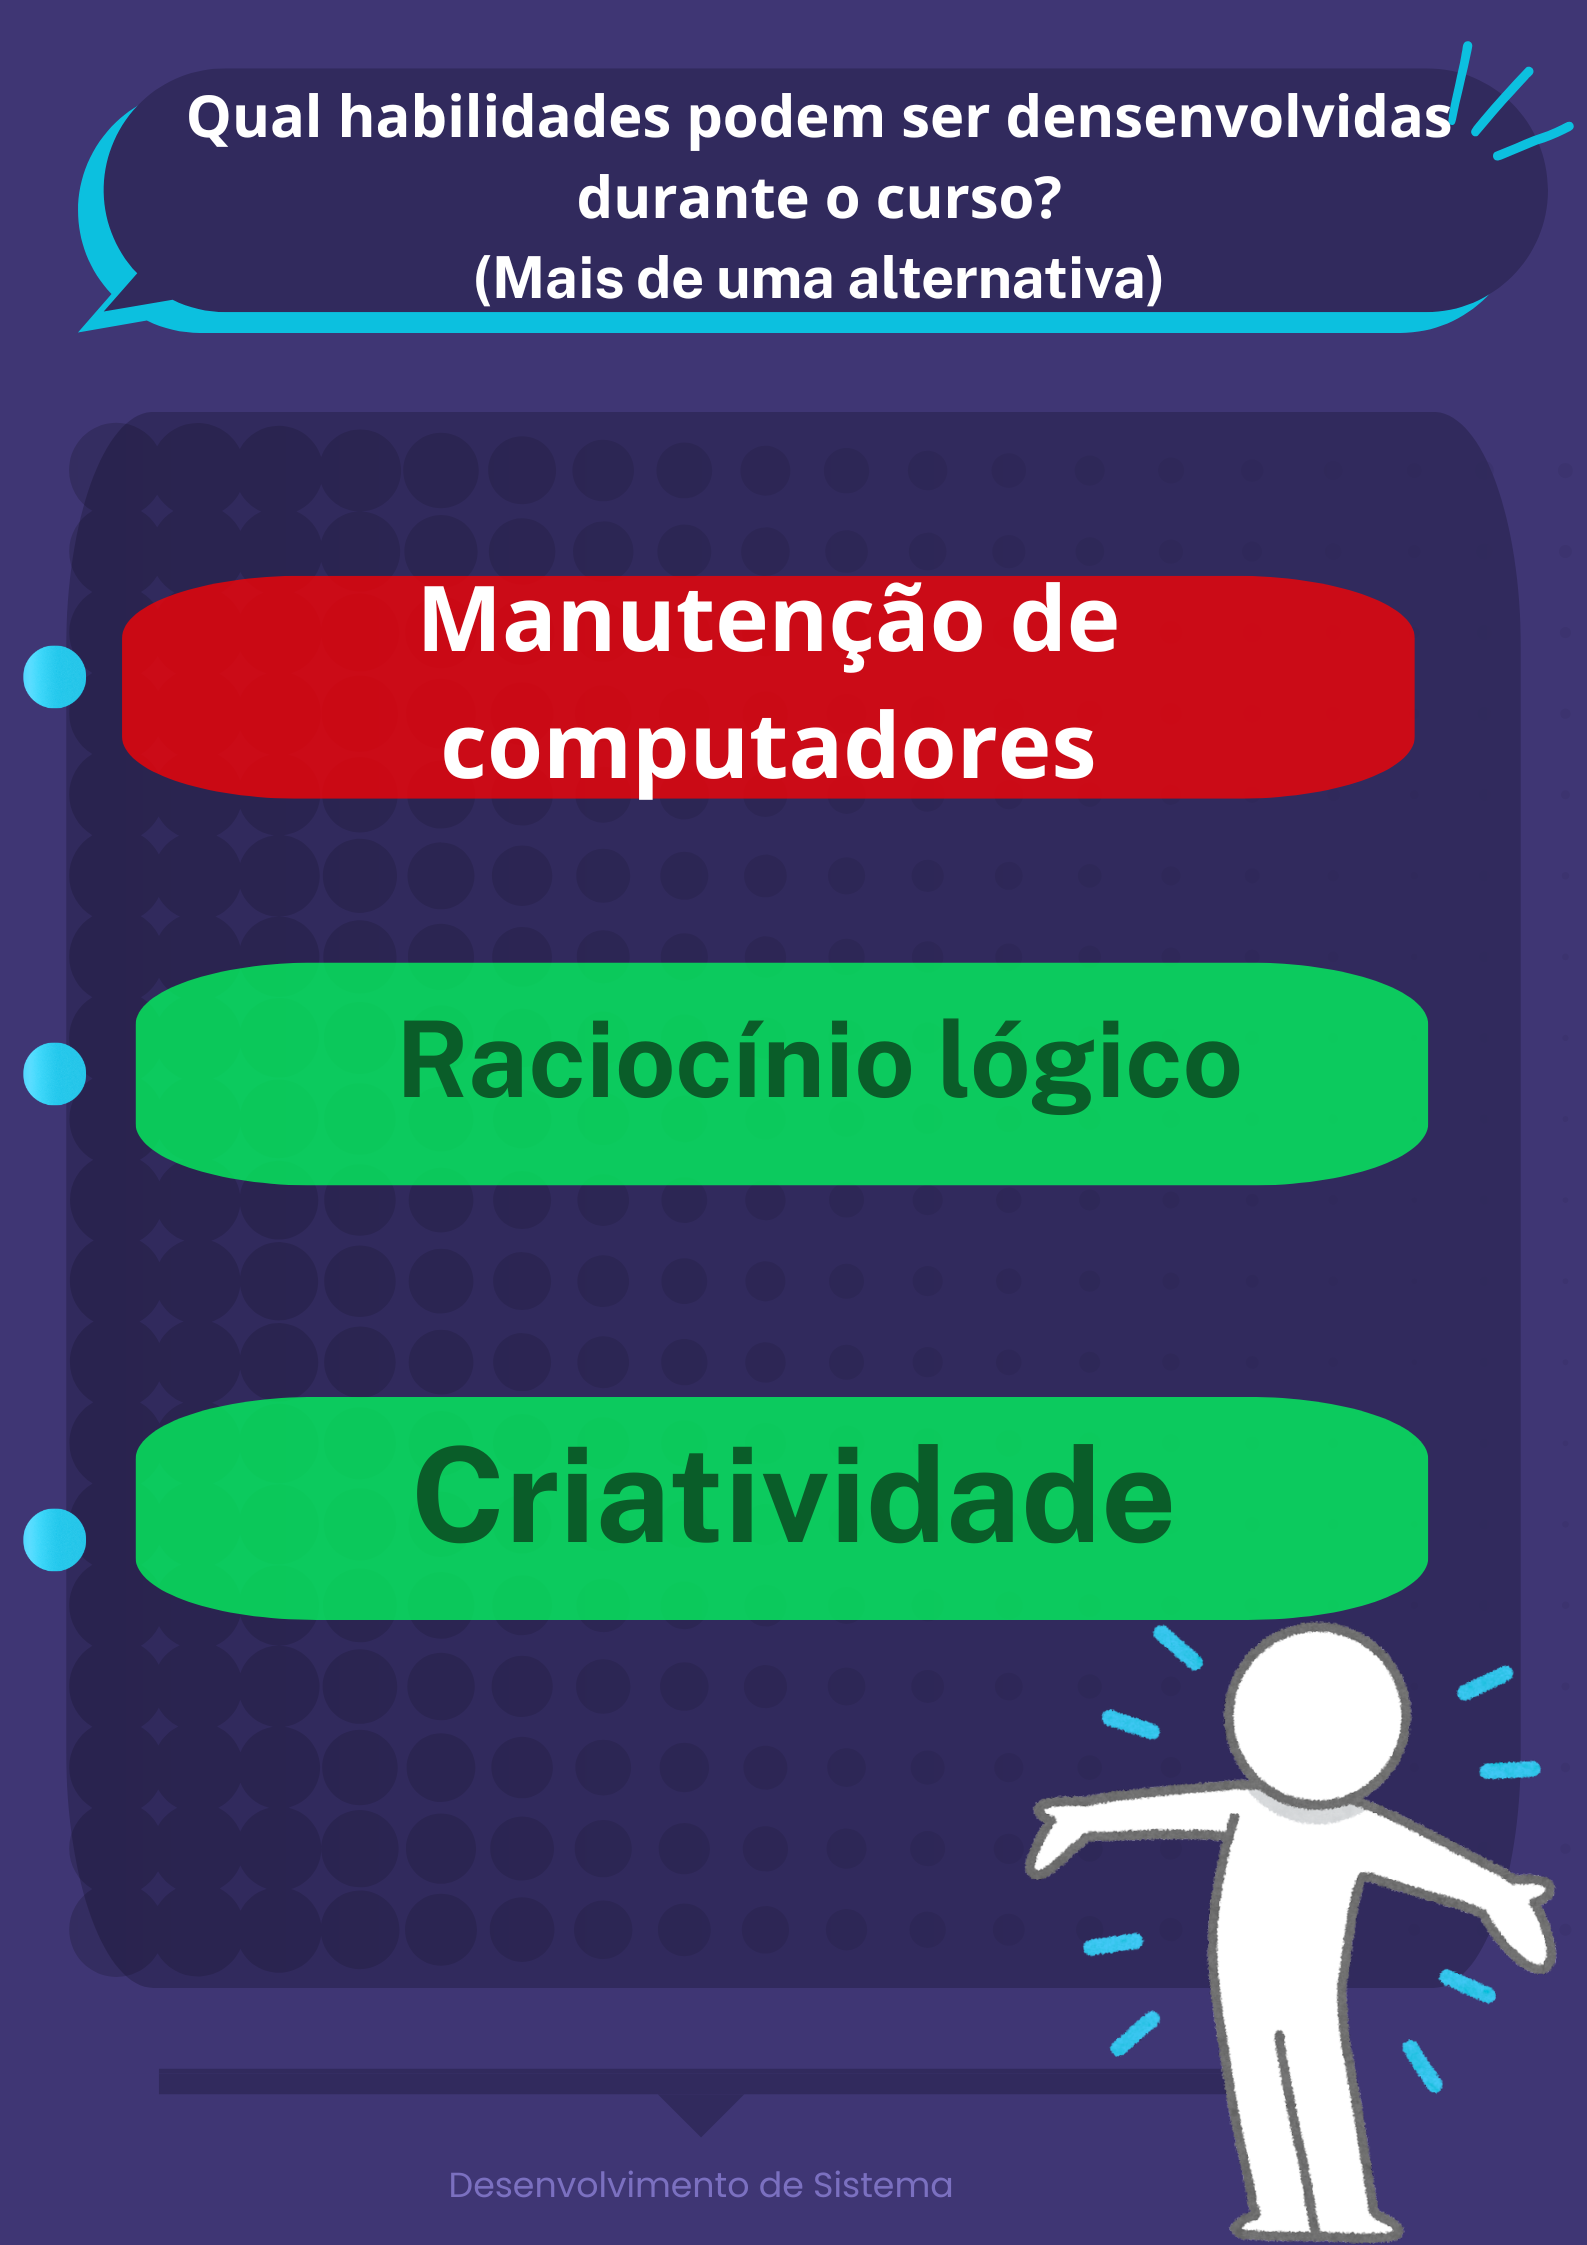 Qual habilidades podem ser densenvolvidas
durante o curso?
(Mais de uma alternativa)
Manutenção de
computadores
Raciocínio lógico
Criatividade
Desenvolvimento de Sistema